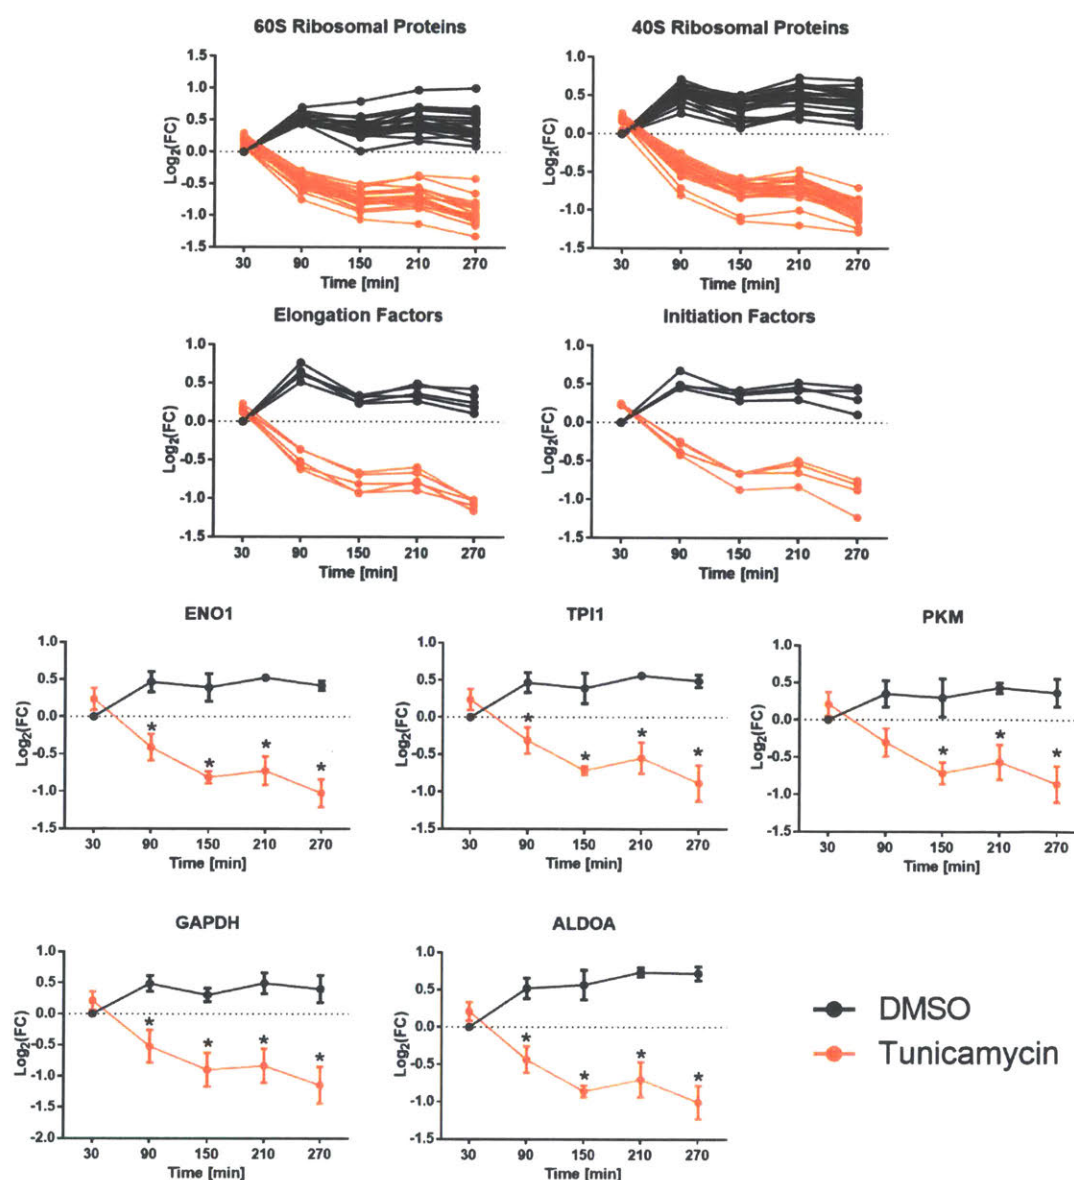 60S Ribosomal Proteins
40S Ribosomal Proteins
Log2(FC)
1.5
1.0
0.5
0.0
-0.5
-1.0
-1.5
30 90 150 210 270
Time [min]
Log2(FC)
1.0
0.5
0.0
-0.5
-1.0
-1.5
30 90 150 210 270
Time [min]
Elongation Factors
Initiation Factors
Log2(FC)
1.0
0.5
0.0
-0.5
-1.0
-1.5
30 90 150 210 270
Time [min]
Log2(FC)
1.0
0.5
0.0
-0.5
-1.0
-1.5
30 90 150 210 270
Time [min]
ENO1
TPI1
PKM
Log2(FC)
1.0
0.5
0.0
-0.5
-1.0
-1.5
* * * *
30 90 150 210 270
Time [min]
Log2(FC)
1.0
0.5
0.0
-0.5
-1.0
-1.5
* * * *
30 90 150 210 270
Time [min]
Log2(FC)
1.0
0.5
0.0
-0.5
-1.0
-1.5
* * *
30 90 150 210 270
Time [min]
GAPDH
ALDOA
Log2(FC)
1.0
0.5
0.0
-0.5
-1.0
-1.5
-2.0
* * * *
30 90 150 210 270
Time [min]
Log2(FC)
1.0
0.5
0.0
-0.5
-1.0
-1.5
* * * *
30 90 150 210 270
Time [min]
DMSO
Tunicamycin